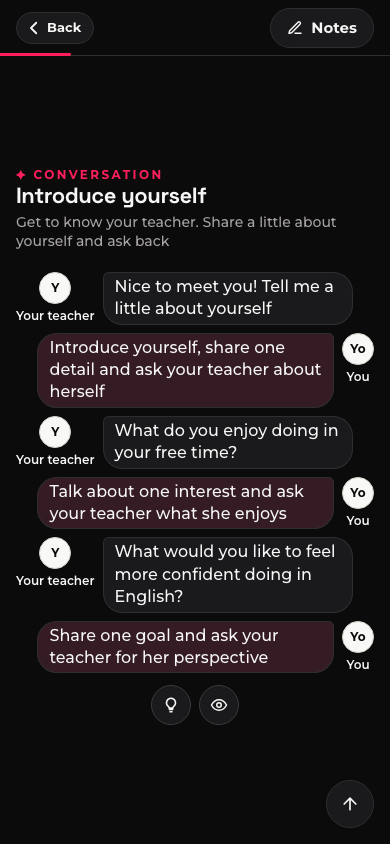 Back
Notes
CONVERSATION
Introduce yourself
Get to know your teacher. Share a little about
yourself and ask back
Y
Your teacher
Nice to meet you! Tell me a
little about yourself
Introduce yourself, share one
detail and ask your teacher about
herself
Yo
You
Y
Your teacher
What do you enjoy doing in
your free time?
Talk about one interest and ask
your teacher what she enjoys
Yo
You
Y
Your teacher
What would you like to feel
more confident doing in
English?
Share one goal and ask your
teacher for her perspective
Yo
You